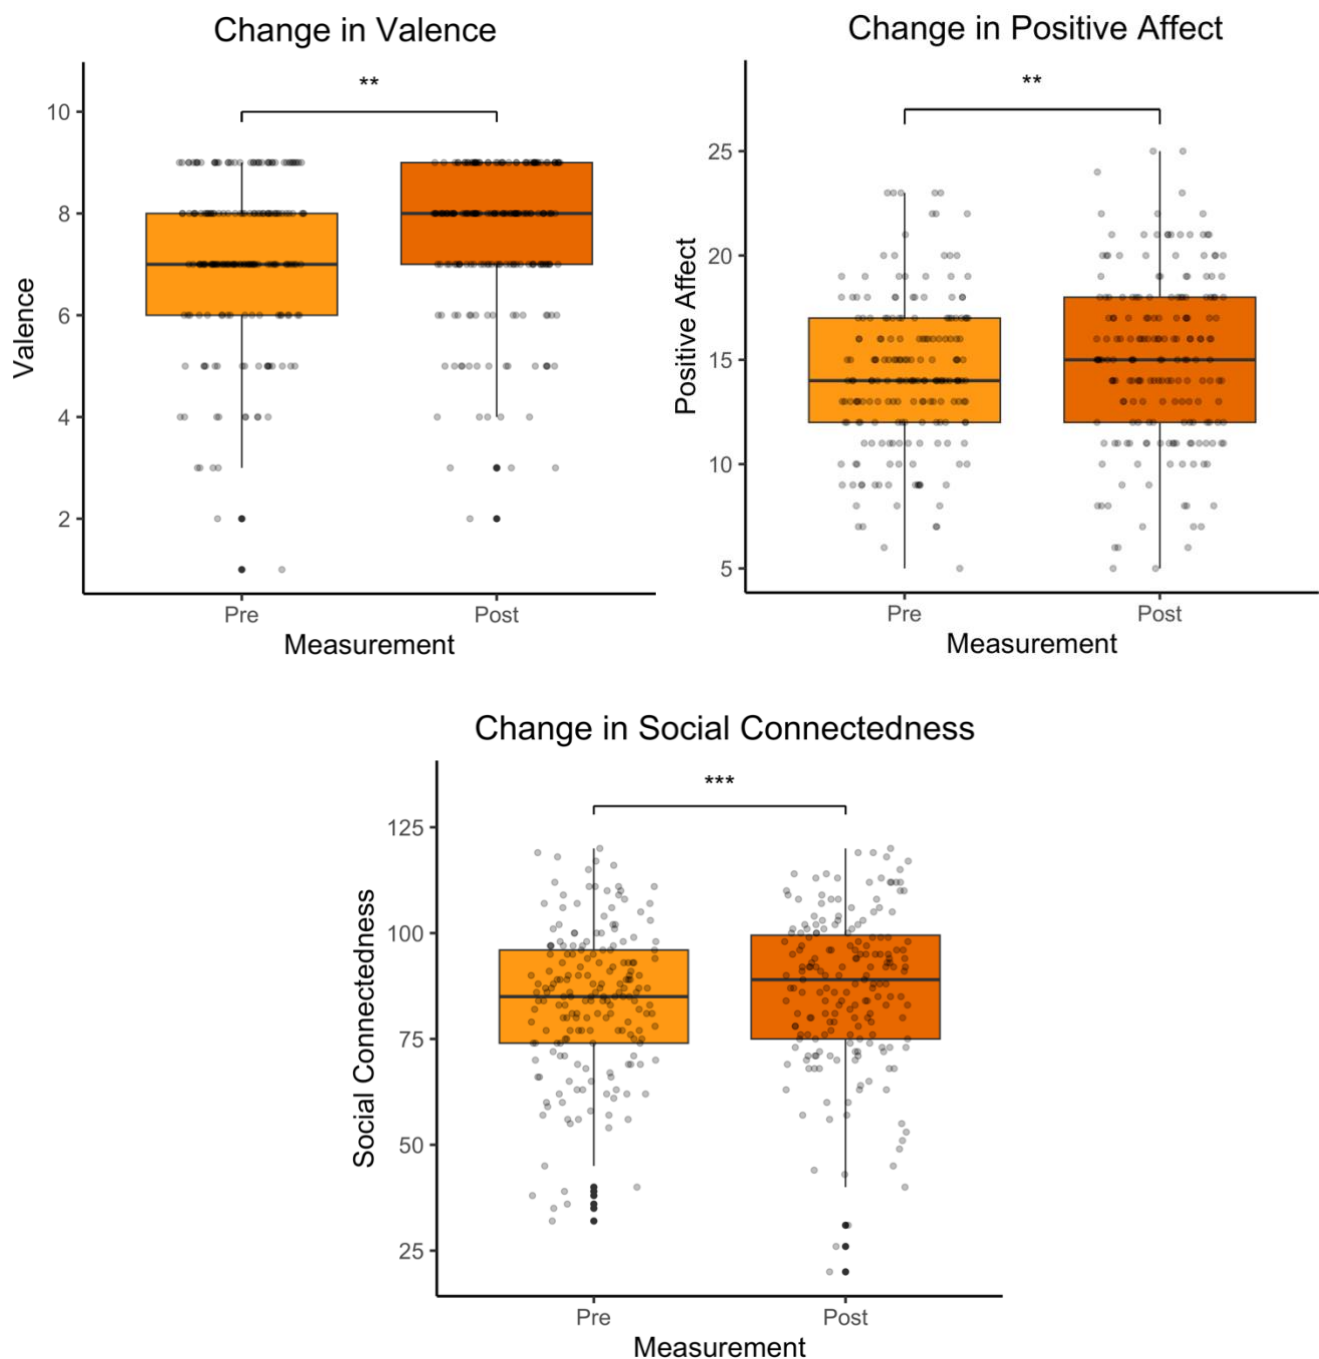 Change in Valence
**
10
8
6
4
2
Valence
Pre
Post
Measurement
Change in Positive Affect
**
25
20
15
10
5
Positive Affect
Pre
Post
Measurement
Change in Social Connectedness
***
125
100
75
50
25
Social Connectedness
Pre
Post
Measurement